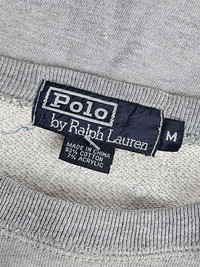 Polo
by Ralph Lauren
M
MADE IN CHINA
93% COTTON
7% ACRYLIC